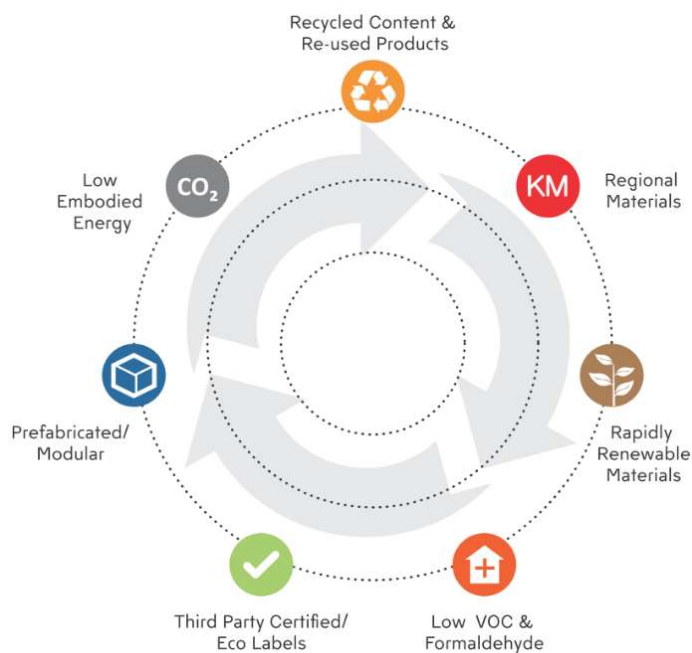 Recycled Content &
Re-used Products
KM
Regional
Materials
Rapidly
Renewable
Materials
Low VOC &
Formaldehyde
Third Party Certified/
Eco Labels
Prefabricated/
Modular
CO₂
Low
Embodied
Energy